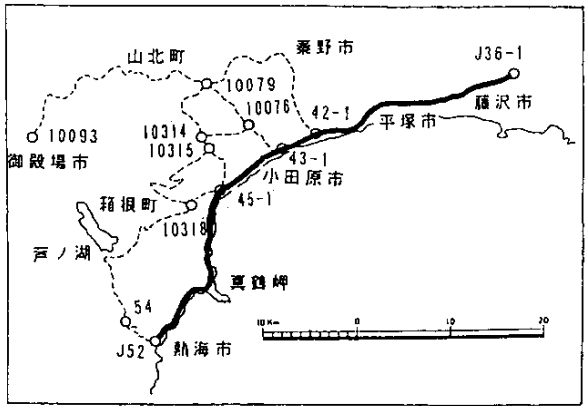 山北町
秦野市
J36-1
10079
10076
藤沢市
42-1
平塚市
10093
10314
10315
43-1
御殿場市
小田原市
45-1
箱根町
10318
芦ノ湖
真鶴岬
54
J52
熱海市
10 Km
0
10
20